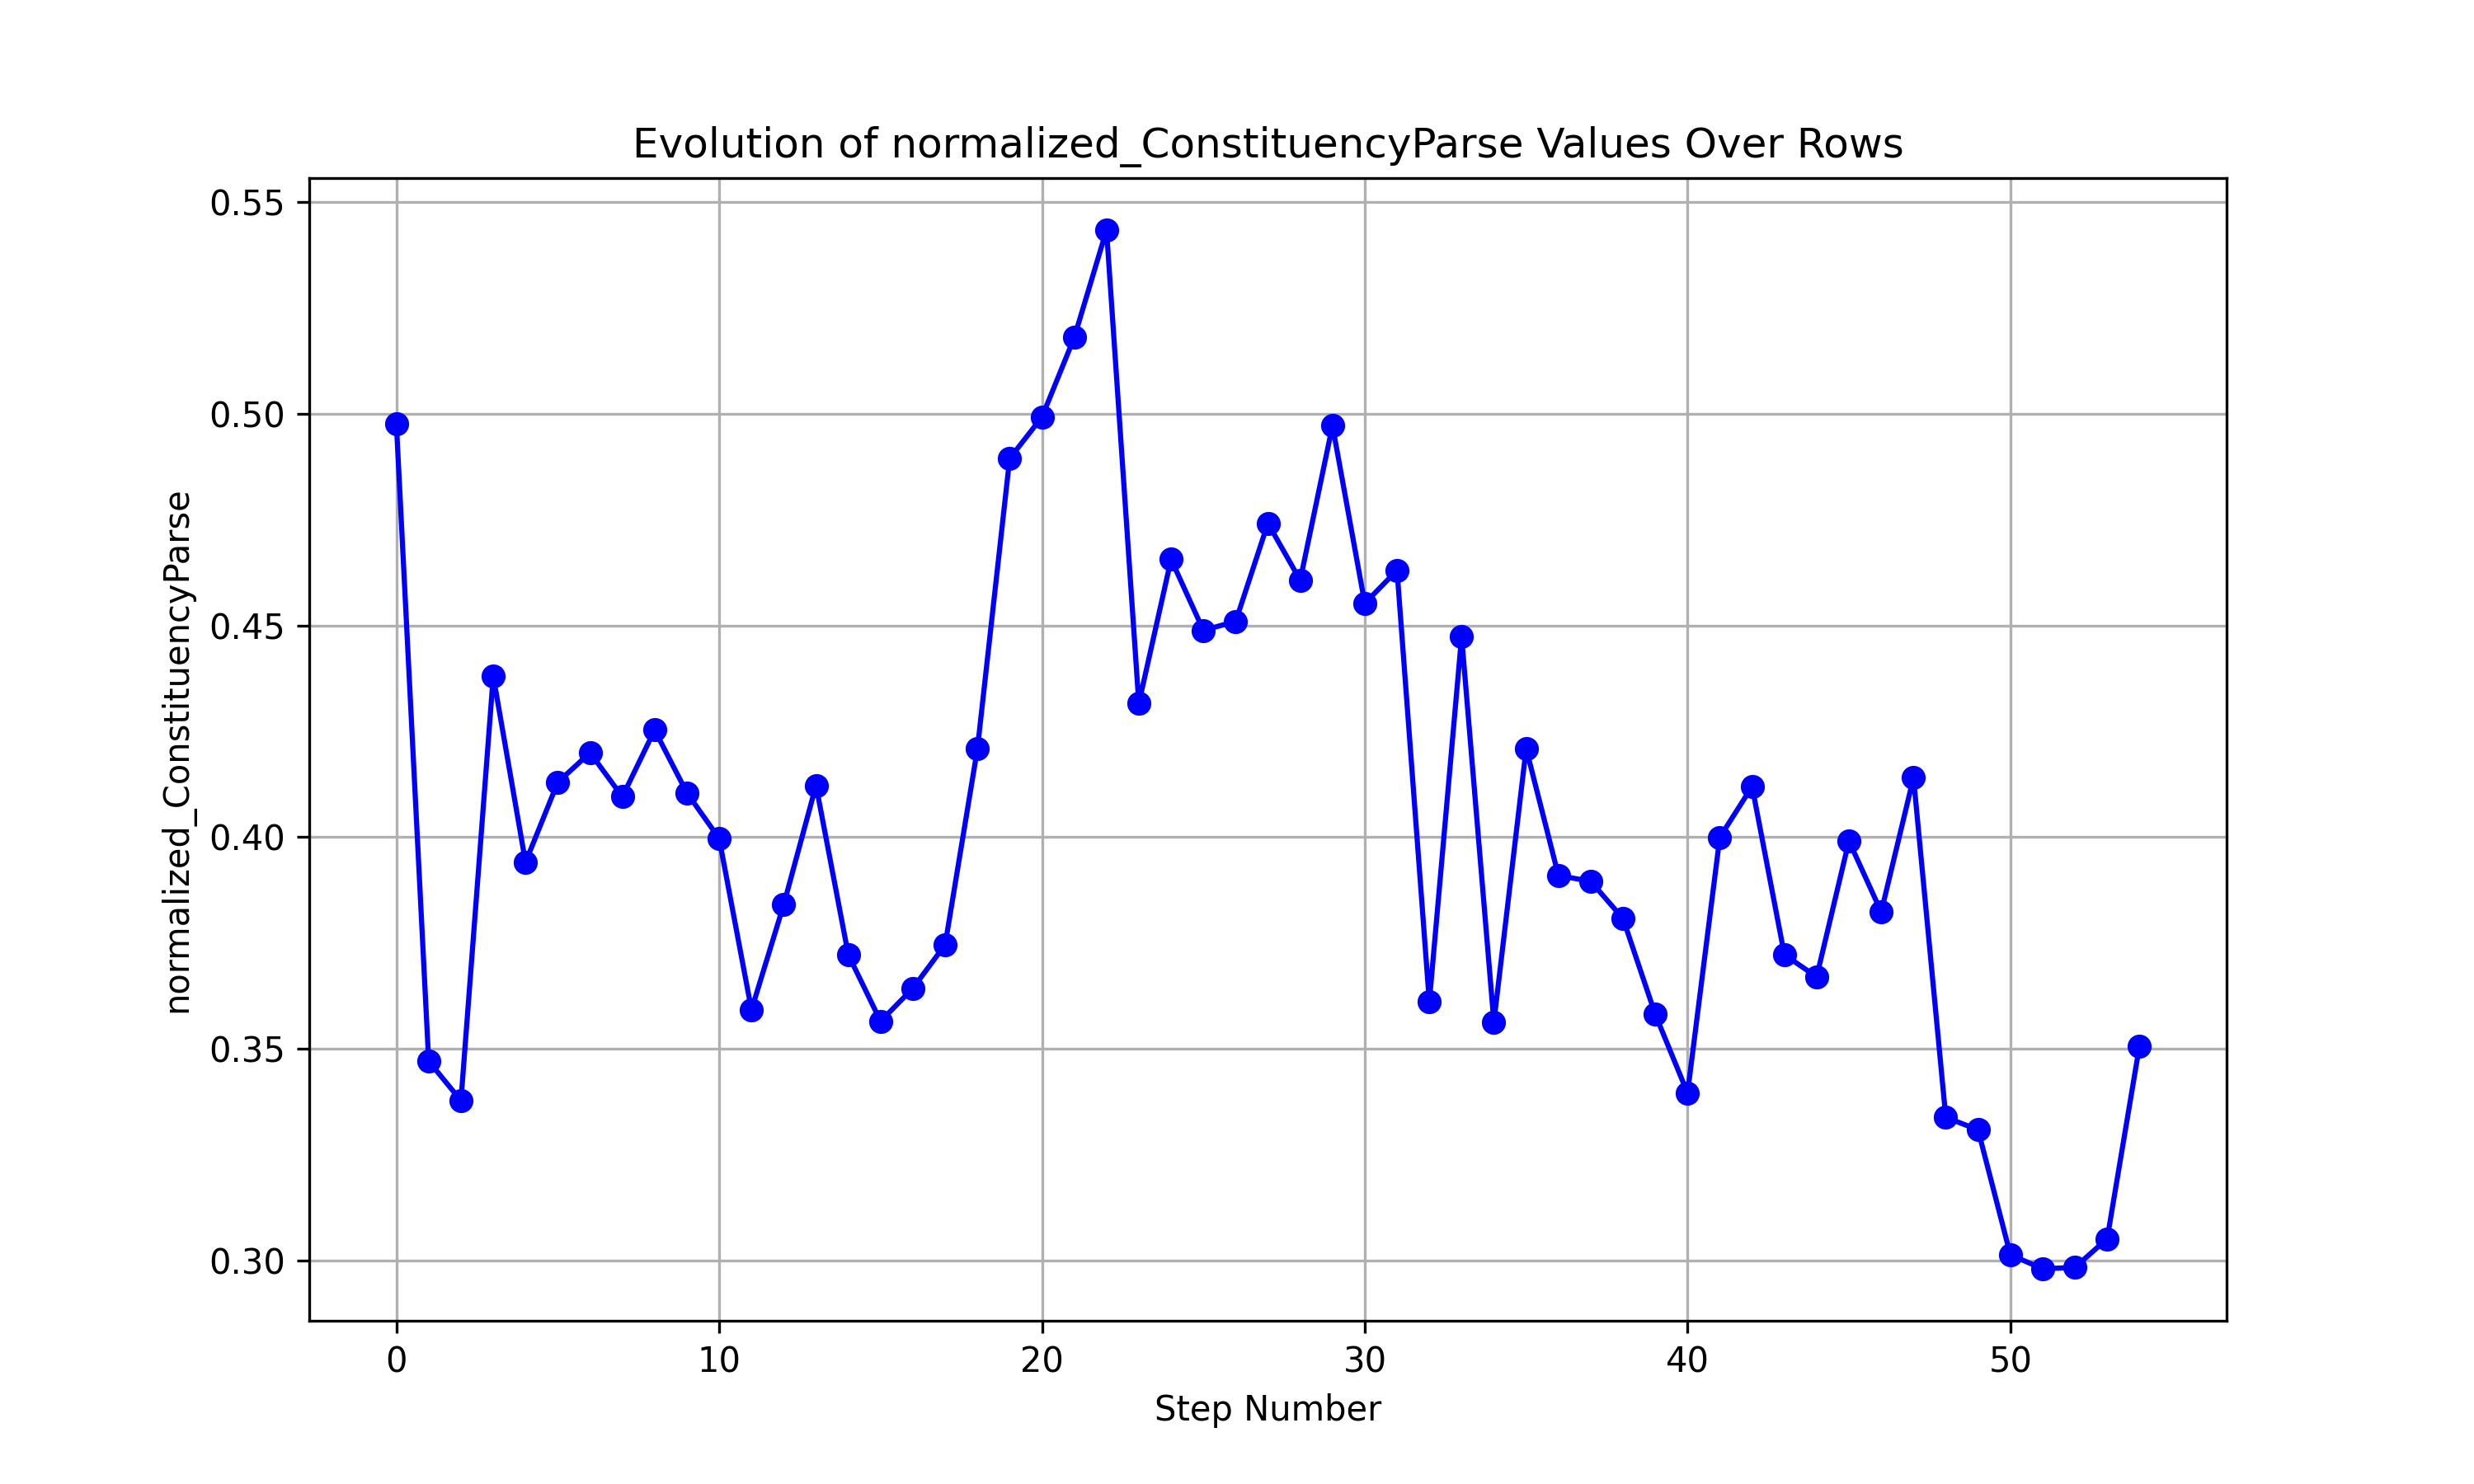 Evolution of normalized_ConstituencyParse Values Over Rows
normalized_ConstituencyParse
0.55
0.50
0.45
0.40
0.35
0.30
0 10 20 30 40 50
Step Number